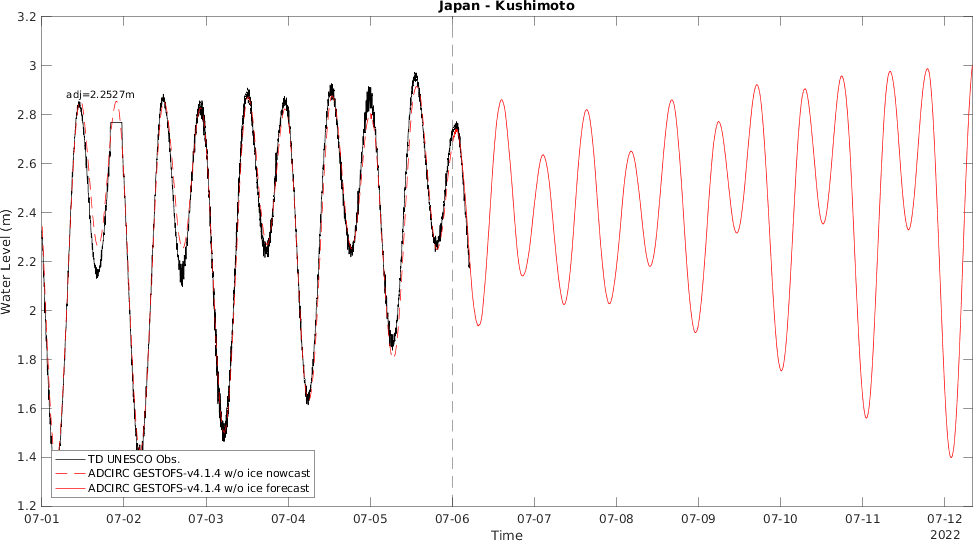 Japan - Kushimoto
3.2
3
2.8
2.6
2.4
2.2
2
1.8
1.6
1.4
1.2
Water Level (m)
adj=2.2527m
TD UNESCO Obs.
ADCIRC GESTOFS-v4.1.4 w/o ice nowcast
ADCIRC GESTOFS-v4.1.4 w/o ice forecast
07-01 07-02 07-03 07-04 07-05 07-06 07-07 07-08 07-09 07-10 07-11 07-12
Time
2022